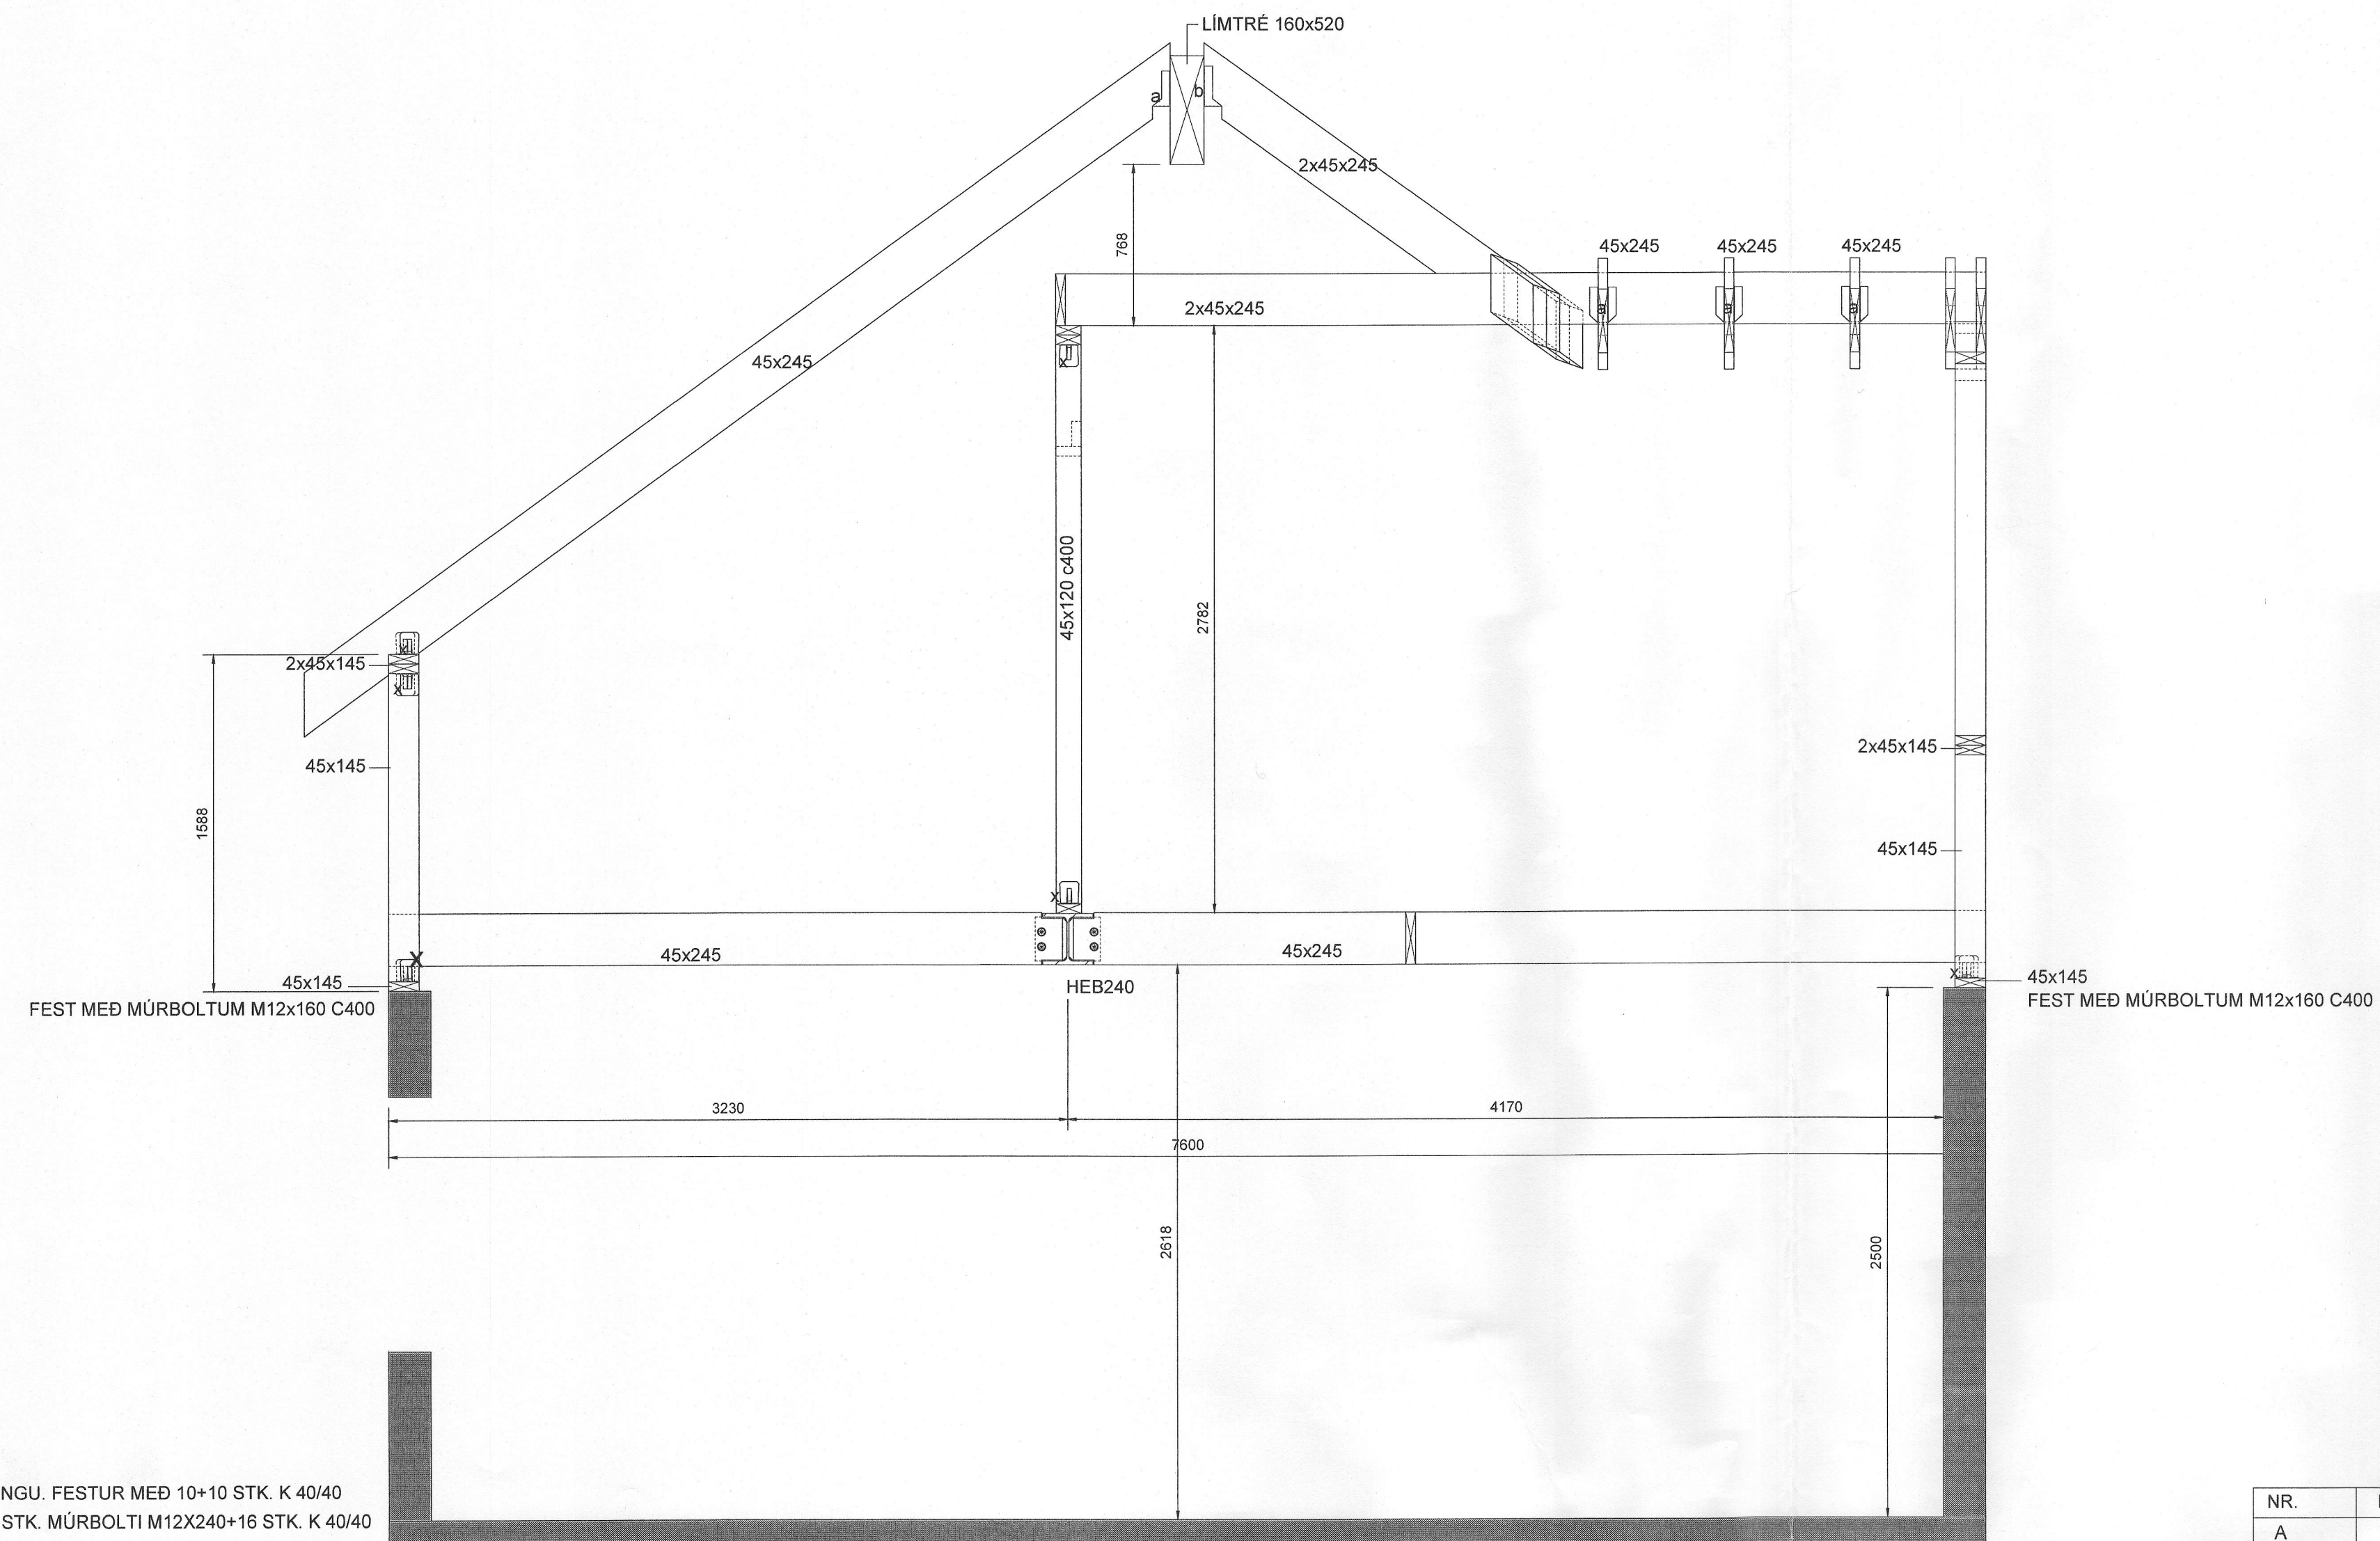 LÍMTRÉ 160x520
a
b
2x45x245
768
45x245
45x245
45x245
2x45x245
a
a
a
45x245
x
45x120 c400
2782
x
2x45x145
x
45x145
1588
2x45x145
45x145
x
45x245
45x245
X
x
45x145
HEB240
45x145
FEST MEÐ MÚRBOLTUM M12x160 C400
FEST MEÐ MÚRBOLTUM M12x160 C400
3230
4170
7600
2618
2500
NGU. FESTUR MEÐ 10+10 STK. K 40/40
STK. MÚRBOLTI M12X240+16 STK. K 40/40
NR.
A